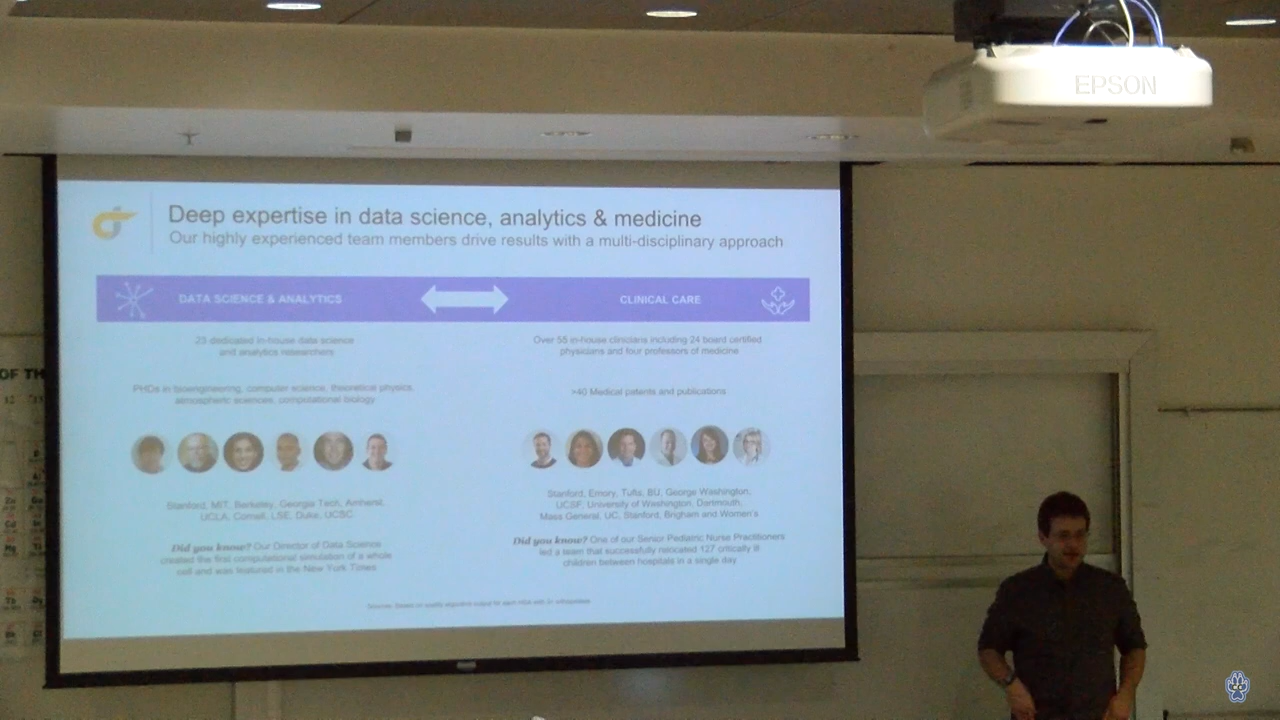 EPSON
Deep expertise in data science, analytics & medicine
Our highly experienced team members drive results with a multi-disciplinary approach
DATA SCIENCE & ANALYTICS
CLINICAL CARE
23 dedicated in-house data science
and analytics researchers
Over 55 in-house clinicians including 24 board certified
physicians and four professors of medicine
PHDs in bioengineering, computer science, theoretical physics,
atmospheric sciences, computational biology
>40 Medical patents and publications
Stanford, MIT, Berkeley, Georgia Tech, Amherst,
UCLA, Cornell, LSE, Duke, UCSC
Stanford, Emory, Tufts, BU, George Washington,
UCSF, University of Washington, Dartmouth,
Mass General, UC, Stanford, Brigham and Women's
Did you know? Our Director of Data Science
created the first computational simulation of a whole
cell and was featured in the New York Times
Did you know? One of our Senior Pediatric Nurse Practitioners
led a team that successfully relocated 127 critically ill
children between hospitals in a single day
OF TH